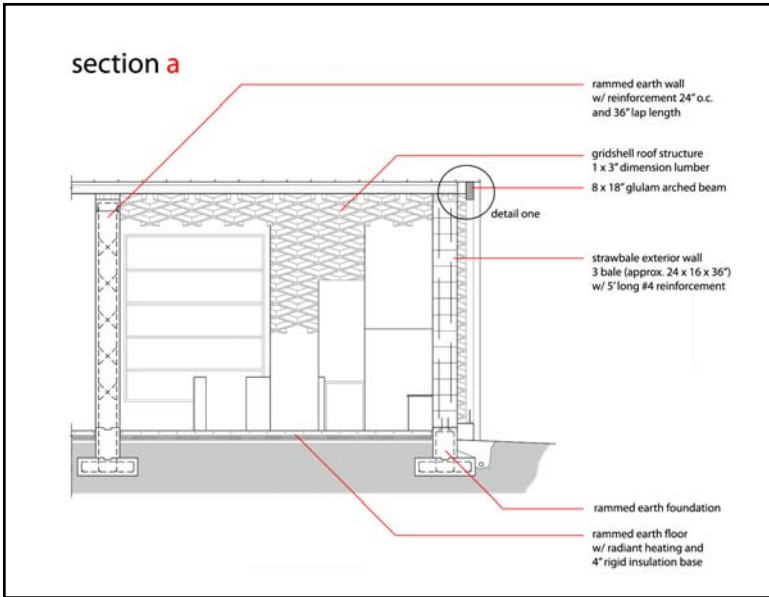 section a
rammed earth wall
w/ reinforcement 24" o.c.
and 36" lap length
gridshell roof structure
1 x 3" dimension lumber
8 x 18" glulam arched beam
detail one
strawbale exterior wall
3 bale (approx. 24 x 16 x 36")
w/ 5' long #4 reinforcement
rammed earth foundation
rammed earth floor
w/ radiant heating and
4" rigid insulation base